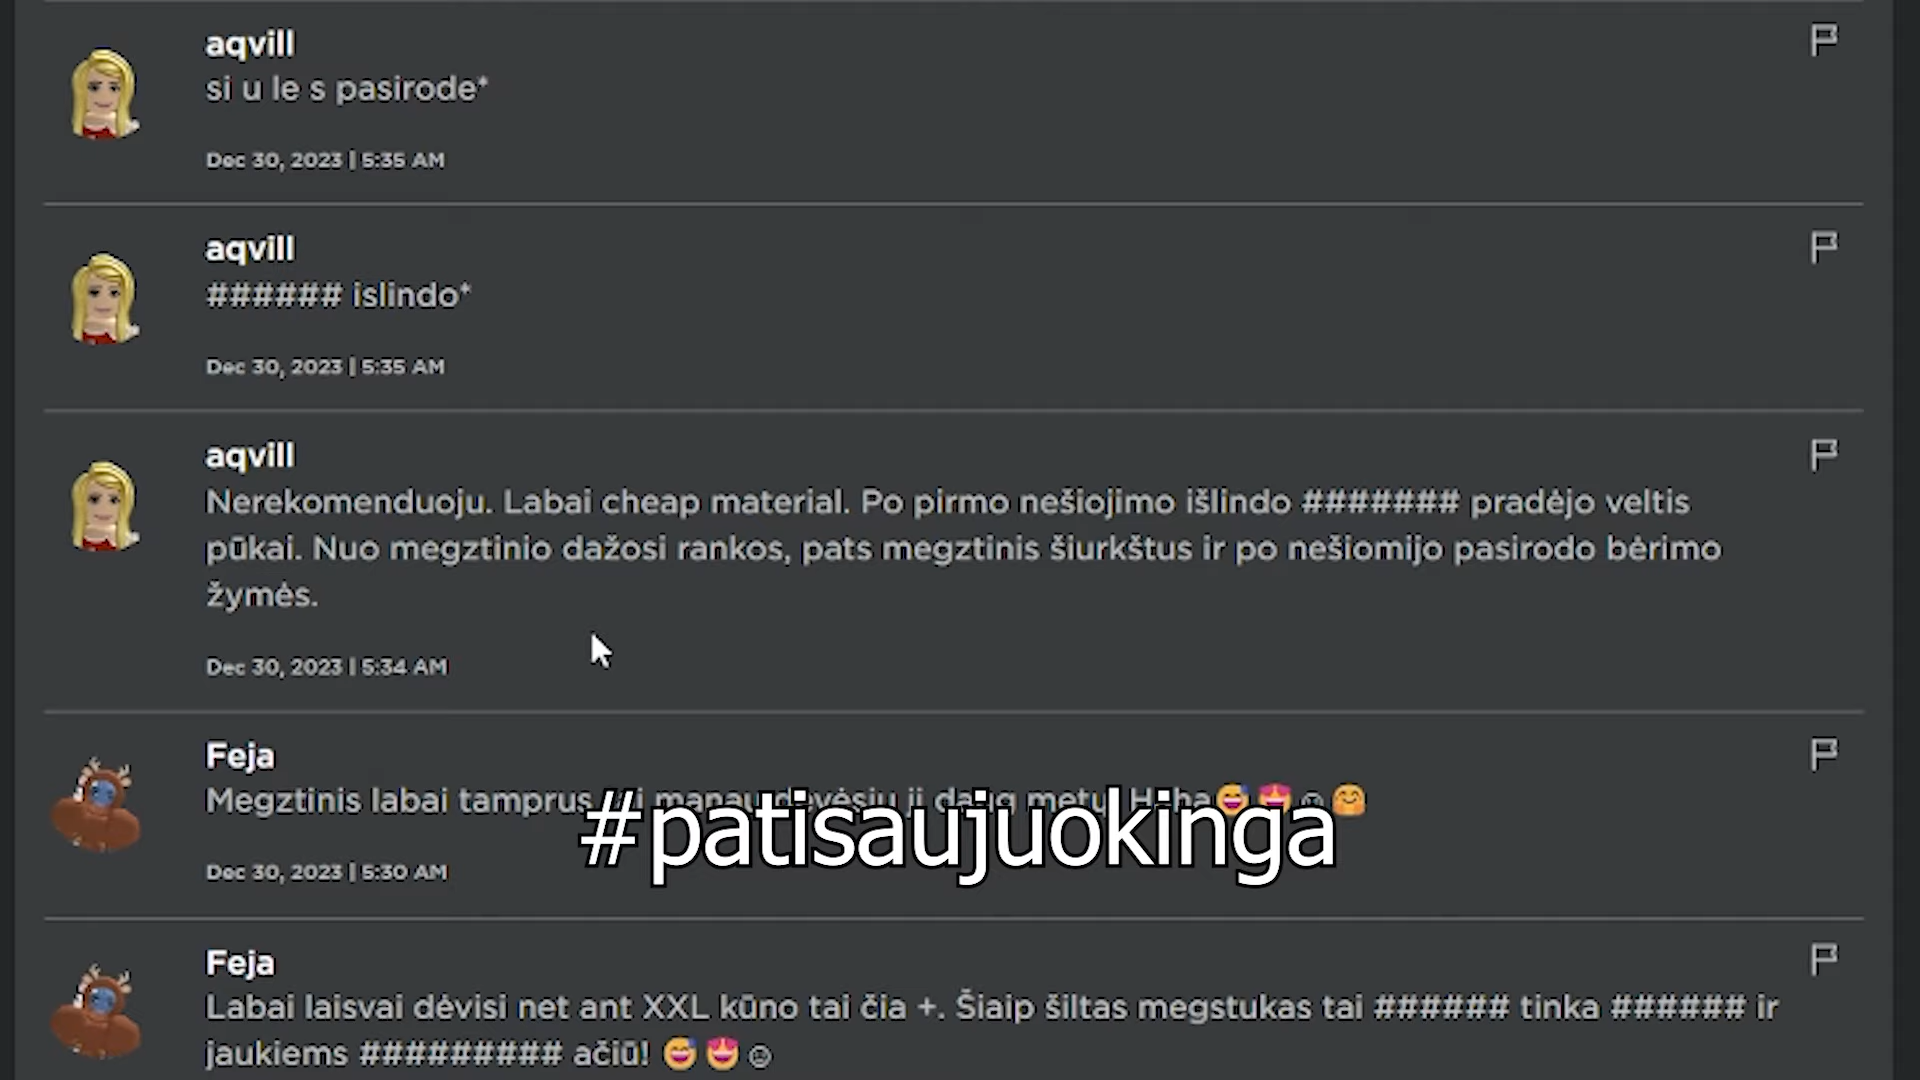 aqvill
si u le s pasirode*
Dec 30, 2023 | 5:35 AM
aqvill
###### islindo*
Dec 30, 2023 | 5:35 AM
aqvill
Nerekomenduoju. Labai cheap material. Po pirmo nešiojimo išlindo ####### pradėjo veltis
pūkai. Nuo megztinio dažosi rankos, pats megztinis šiurkštus ir po nešiomijo pasirodo bėrimo
žymės.
Dec 30, 2023 | 5:34 AM
Feja
Megztinis labai tamprus
#patisaujuokinga
Dec 30, 2023 | 5:30 AM
Feja
Labai laisvai dėvisi net ant XXL kūno tai čia +. Šiaip šiltas megstukas tai ###### tinka ###### ir
jaukiems ######### ačiū! 😅 😍 ☺